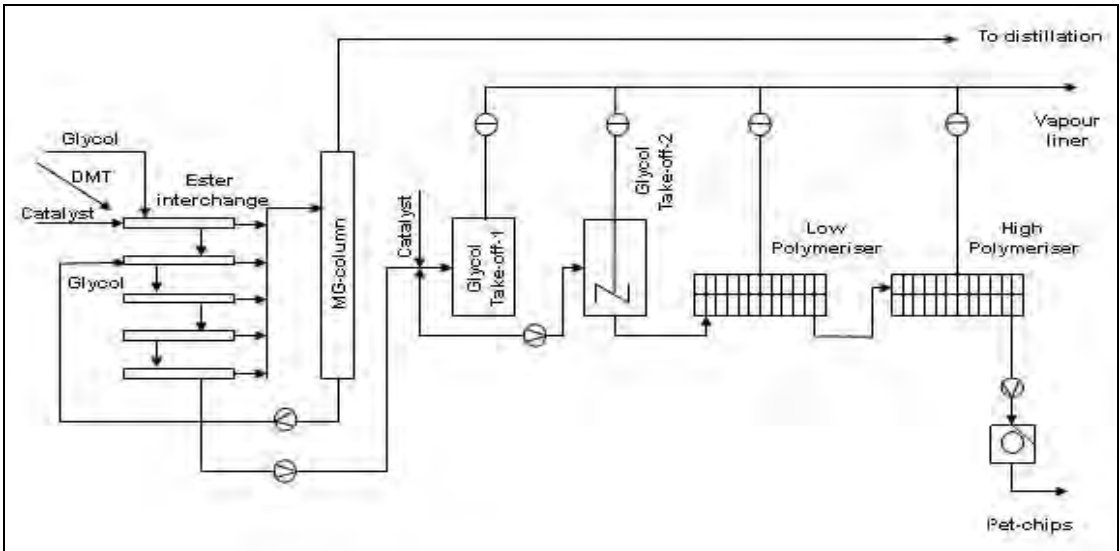 To distillation
Glycol
DMT
Catalyst
Ester
interchange
Glycol
MG-column
Catalyst
Glycol
Take-off-1
Glycol
Take-off-2
Vapour
liner
Low
Polymeriser
High
Polymeriser
Pet-chips